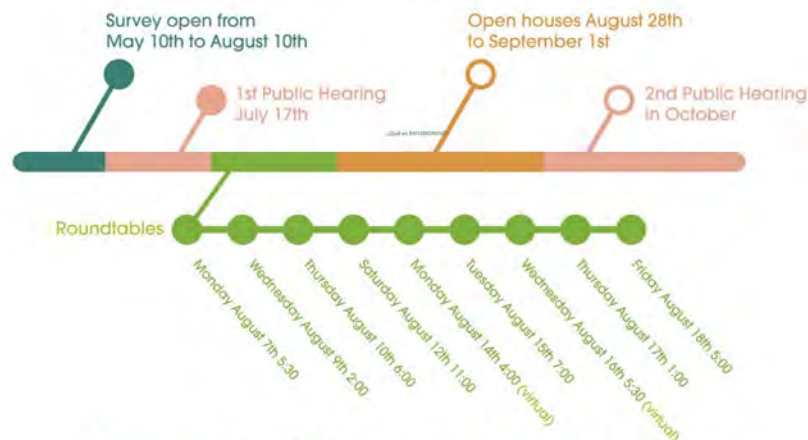 Survey open from
May 10th to August 10th
Open houses August 28th
to September 1st
1st Public Hearing
July 17th
2nd Public Hearing
in October
Roundtables
Monday August 7th 5:30
Wednesday August 9th 2:00
Thursday August 10th 6:00
Saturday August 12th 11:00
Monday August 14th 4:00 (virtual)
Tuesday August 15th 7:00
Wednesday August 16th 5:30 (virtual)
Thursday August 17th 1:00
Friday August 18th 5:00